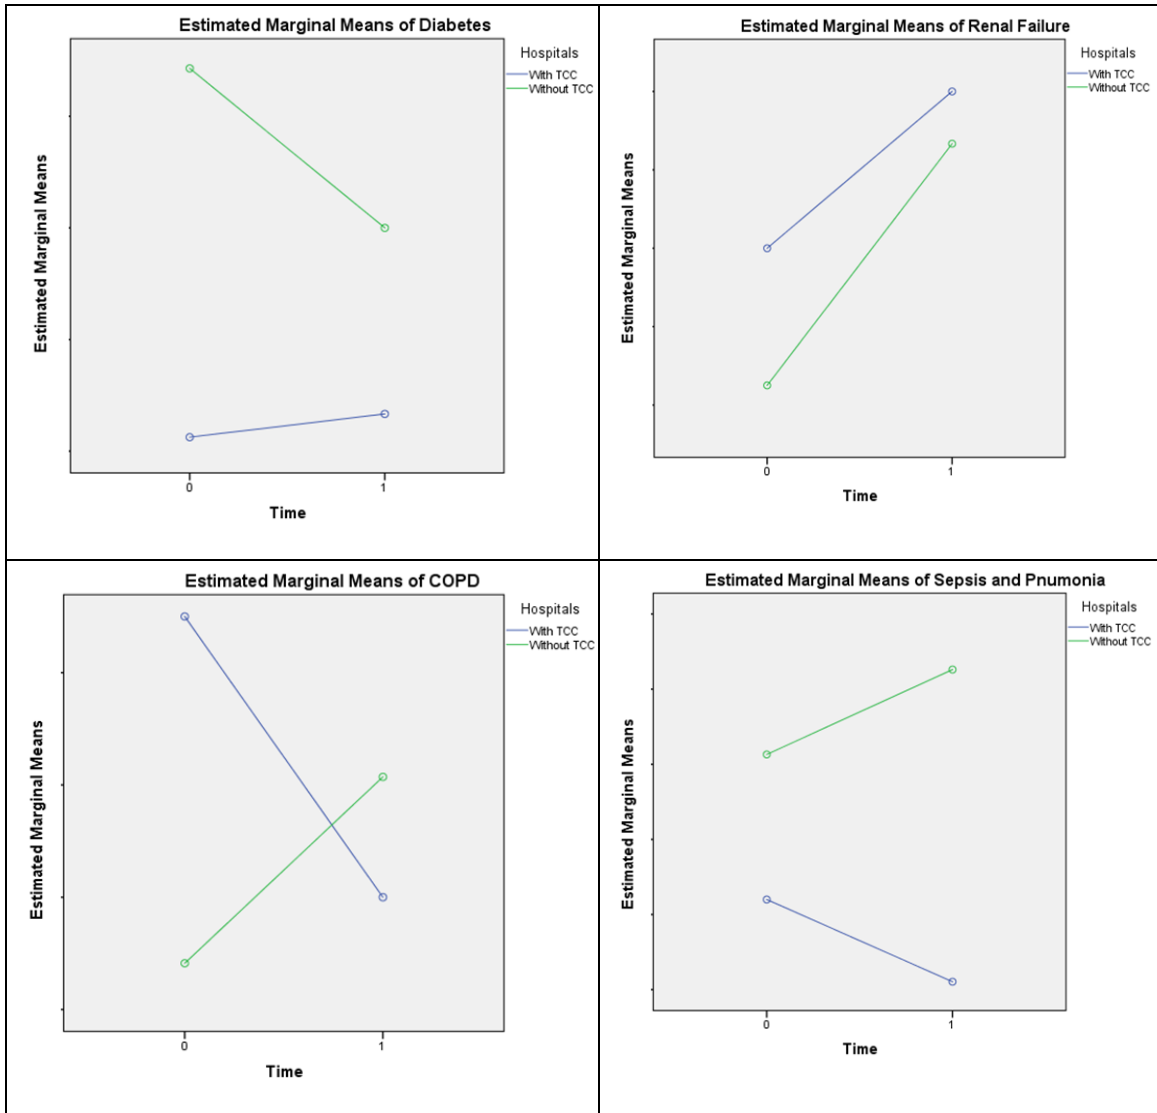 Estimated Marginal Means of Diabetes
Hospitals
With TCC
Without TCC
Estimated Marginal Means
0 1
Time
Estimated Marginal Means of Renal Failure
Hospitals
With TCC
Without TCC
Estimated Marginal Means
0 1
Time
Estimated Marginal Means of COPD
Hospitals
With TCC
Without TCC
Estimated Marginal Means
0 1
Time
Estimated Marginal Means of Sepsis and Pnumonia
Hospitals
With TCC
Without TCC
Estimated Marginal Means
0 1
Time